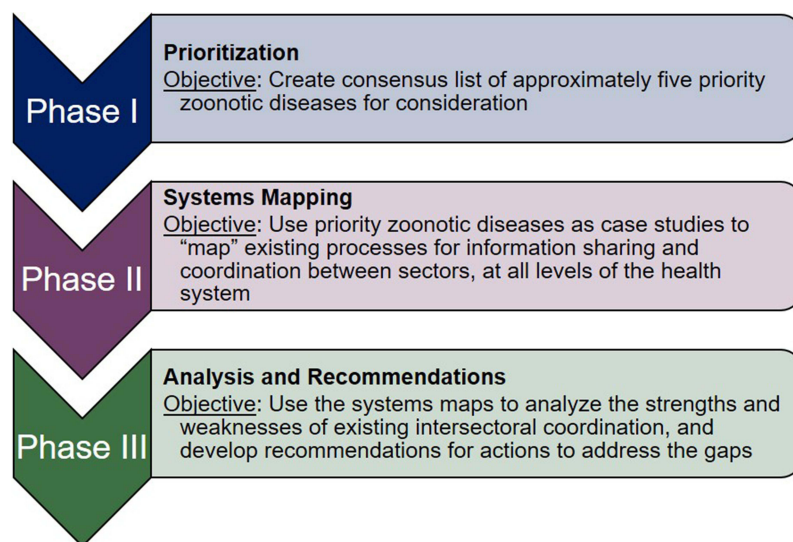 Phase I
Prioritization
Objective: Create consensus list of approximately five priority
zoonotic diseases for consideration
Phase II
Systems Mapping
Objective: Use priority zoonotic diseases as case studies to
“map” existing processes for information sharing and
coordination between sectors, at all levels of the health
system
Phase III
Analysis and Recommendations
Objective: Use the systems maps to analyze the strengths and
weaknesses of existing intersectoral coordination, and
develop recommendations for actions to address the gaps